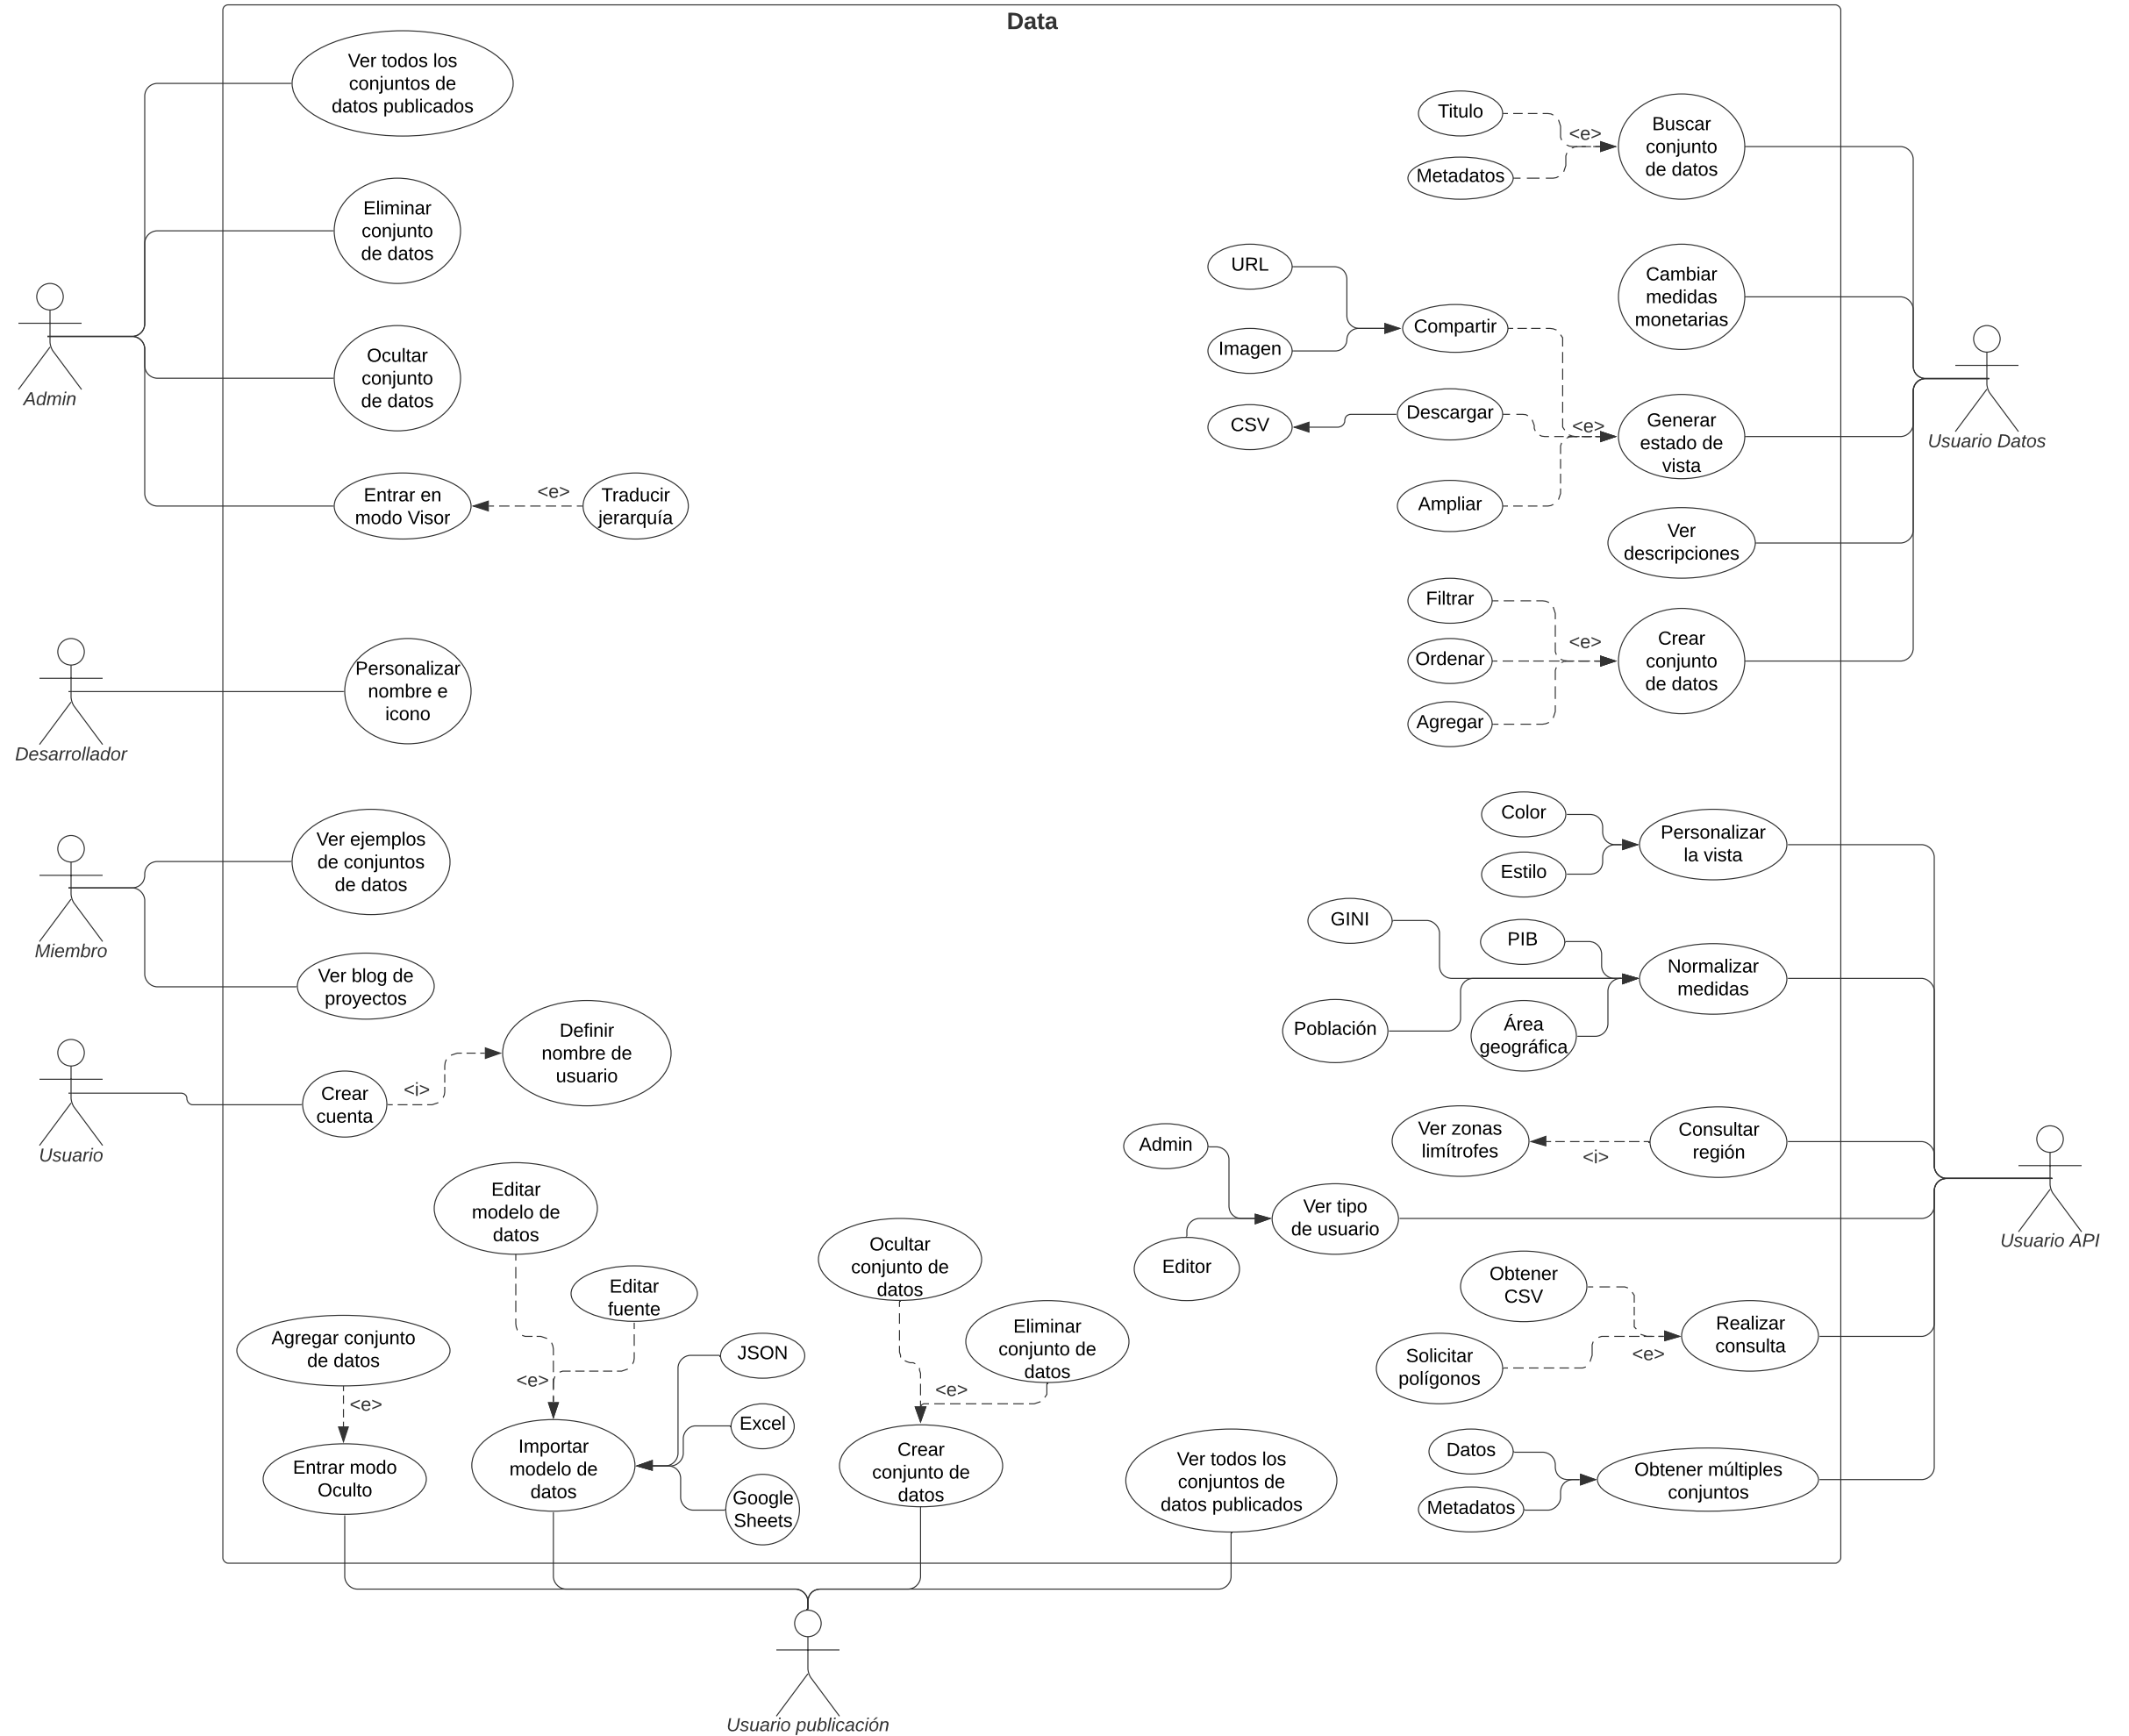 Data
Ver todos los
conjuntos de
datos publicados
Eliminar
conjunto
de datos
Ocultar
conjunto
de datos
Admin
Entrar en
modo Visor
<e>
Traducir
jerarquía
Titulo
Metadatos
<e>
Buscar
conjunto
de datos
URL
Imagen
CSV
Compartir
Descargar
Ampliar
<e>
Cambiar
medidas
monetarias
Generar
estado de
vista
Ver
descripciones
Usuario Datos
Filtrar
Ordenar
Agregar
<e>
Crear
conjunto
de datos
Desarrollador
Personalizar
nombre e
icono
Miembro
Ver ejemplos
de conjuntos
de datos
Ver blog de
proyectos
Color
Estilo
Personalizar
la vista
GINI
PIB
Población
Área
geográfica
Normalizar
medidas
Usuario
Crear
cuenta
<i>
Definir
nombre de
usuario
Ver zonas
limítrofes
<i>
Consultar
región
Admin
Editor
Ver tipo
de usuario
Usuario API
Obtener
CSV
Solicitar
polígonos
<e>
Realizar
consulta
Datos
Metadatos
Obtener múltiples
conjuntos
Agregar conjunto
de datos
<e>
Entrar modo
Oculto
Editar
modelo de
datos
Editar
fuente
<e>
Importar
modelo de
datos
JSON
Excel
Google
Sheets
Ocultar
conjunto de
datos
Eliminar
conjunto de
datos
<e>
Crear
conjunto de
datos
Ver todos los
conjuntos de
datos publicados
Usuario publicación